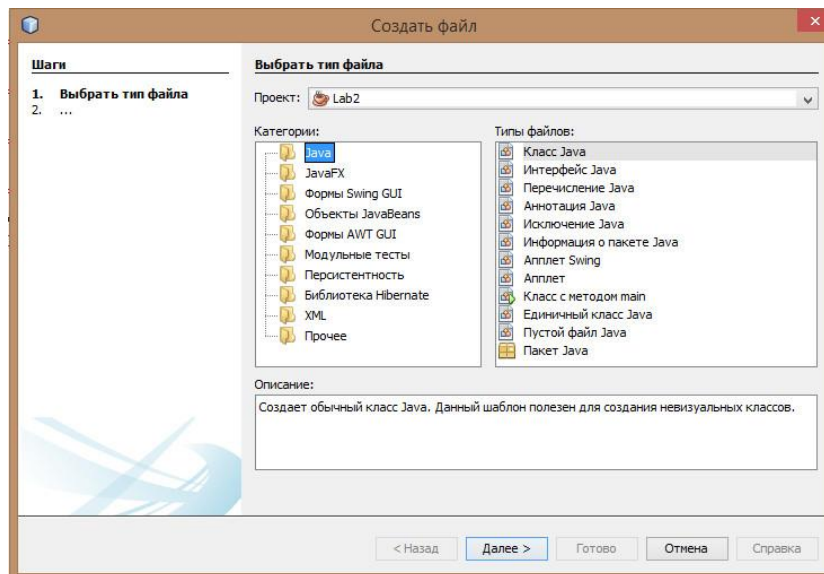 Создать файл
Шаги
1. Выбрать тип файла
2. ...
Выбрать тип файла
Проект: Lab2
Категории:
Java
JavaFX
Формы Swing GUI
Объекты JavaBeans
Формы AWT GUI
Модульные тесты
Персистентность
Библиотека Hibernate
XML
Прочее
Типы файлов:
Класс Java
Интерфейс Java
Перечисление Java
Аннотация Java
Исключение Java
Информация о пакете Java
Апплет Swing
Апплет
Класс с методом main
Единичный класс Java
Пустой файл Java
Пакет Java
Описание:
Создает обычный класс Java. Данный шаблон полезен для создания невизуальных классов.
< Назад
Далее >
Готово
Отмена
Справка